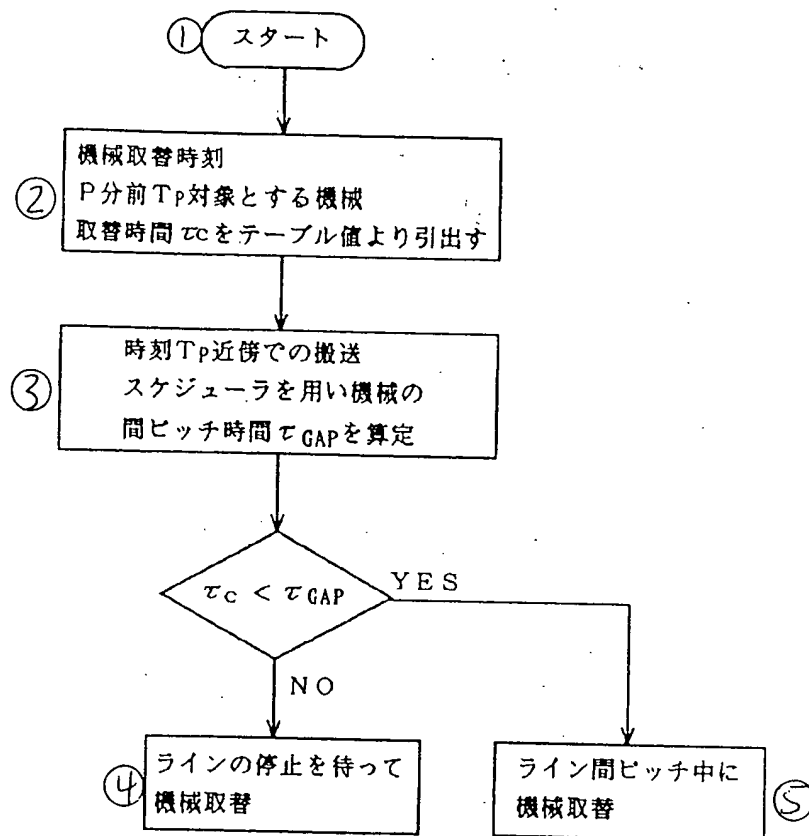 ① スタート
② 機械取替時刻
P分前TP対象とする機械
取替時間τCをテーブル値より引出す
③ 時刻TP近傍での搬送
スケジューラを用い機械の
間ピッチ時間τGAPを算定
τC < τGAP
YES
NO
④ ラインの停止を待って
機械取替
ライン間ピッチ中に
機械取替 ⑤